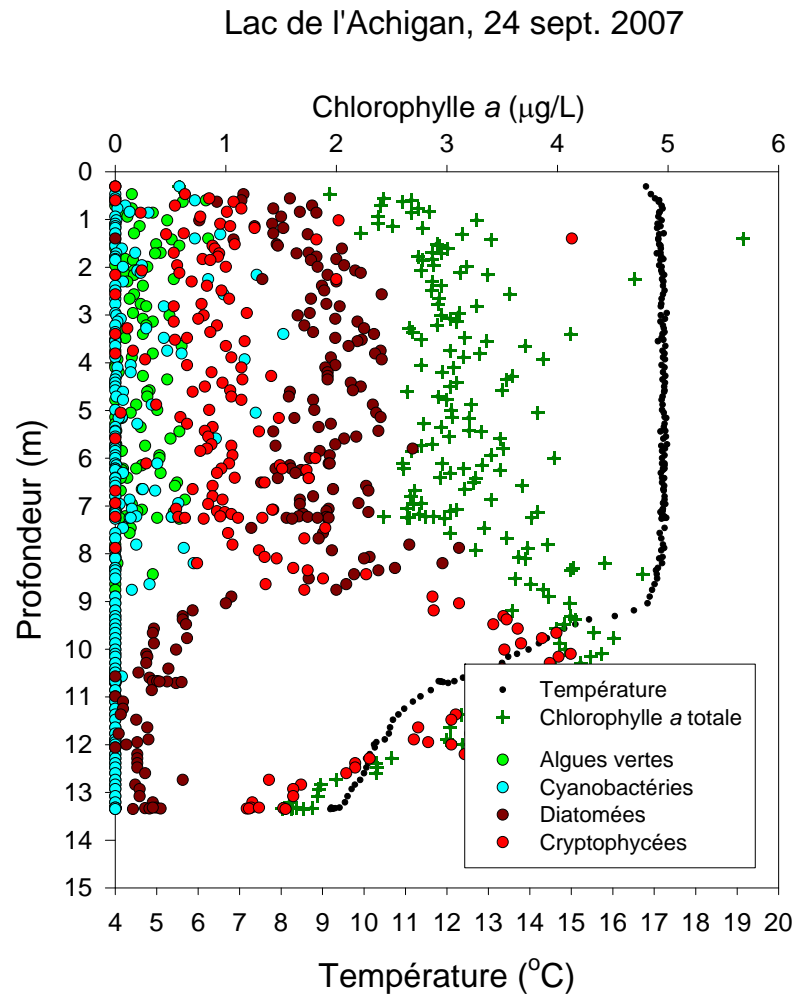 Lac de l'Achigan, 24 sept. 2007
Chlorophylle a (μg/L)
0 1 2 3 4 5 6
0
1
2
3
4
5
6
7
8
9
10
11
12
13
14
15
Profondeur (m)
Température
Chlorophylle a totale
Algues vertes
Cyanobactéries
Diatomées
Cryptophycées
4 5 6 7 8 9 10 11 12 13 14 15 16 17 18 19 20
Température (°C)